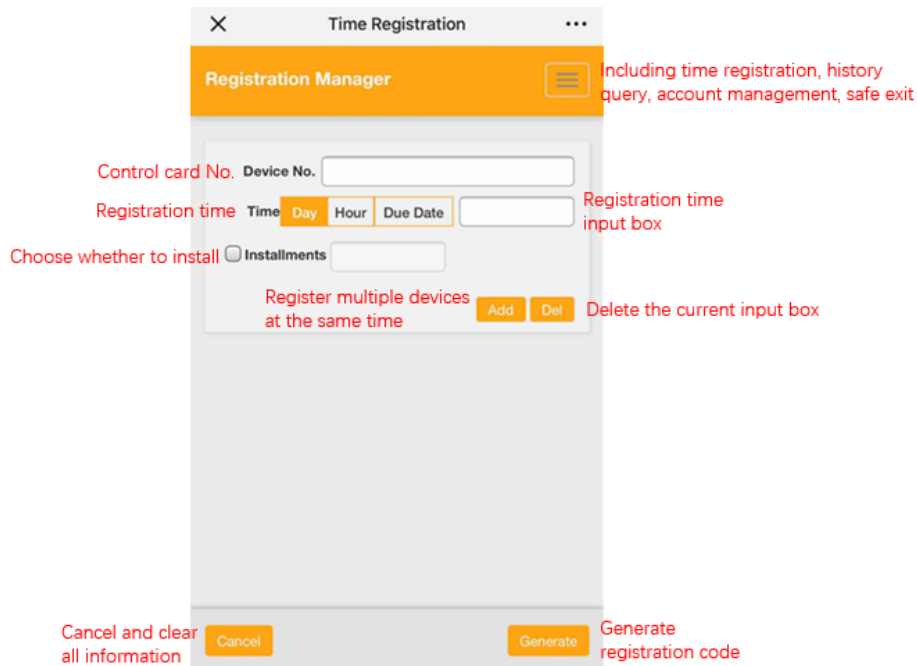 Time Registration
Registration Manager
Including time registration, history
query, account management, safe exit
Control card No.
Device No.
Registration time
Time
Day
Hour
Due Date
Registration time
input box
Choose whether to install
Installments
Register multiple devices
at the same time
Add
Del
Delete the current input box
Cancel and clear
all information
Cancel
Generate
Generate
registration code